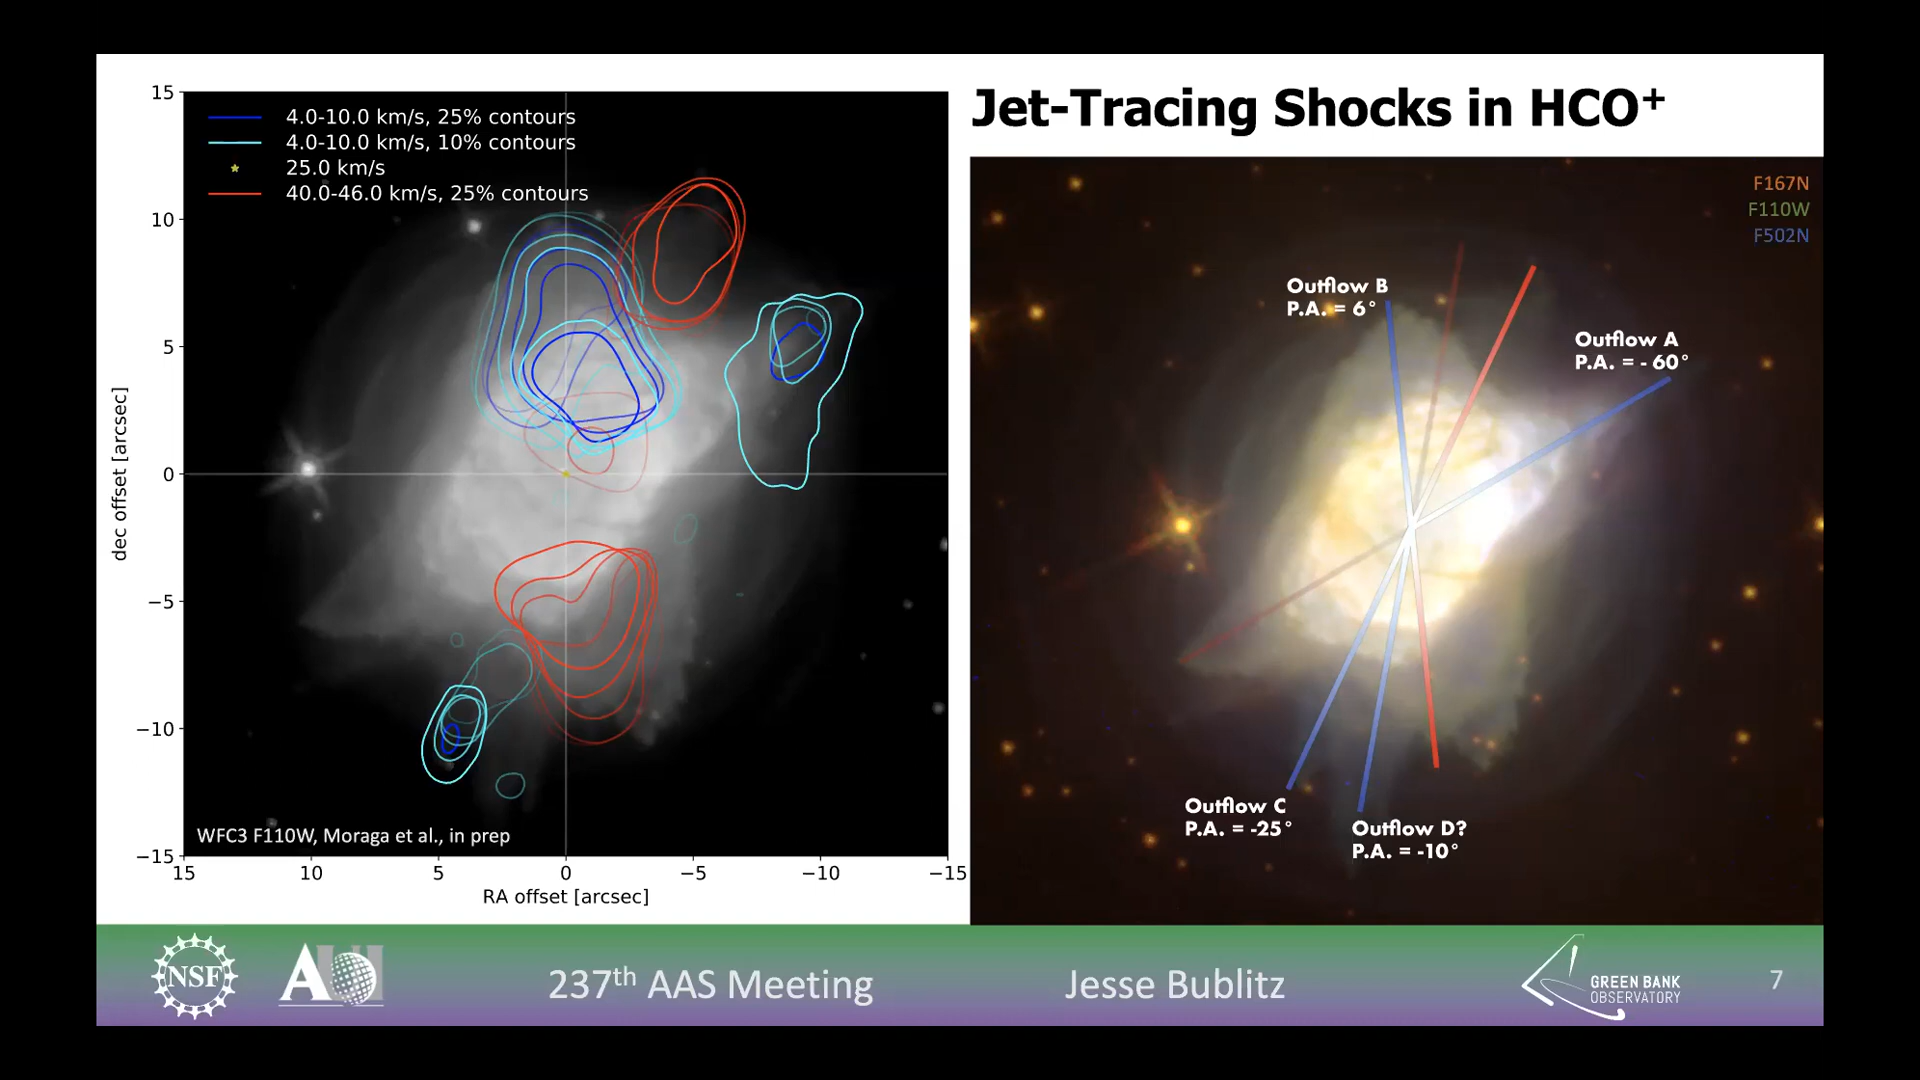 Jet-Tracing Shocks in HCO⁺
4.0-10.0 km/s, 25% contours
4.0-10.0 km/s, 10% contours
25.0 km/s
40.0-46.0 km/s, 25% contours
15
10
5
0
−5
−10
−15
dec offset [arcsec]
WFC3 F110W, Moraga et al., in prep
15
10
5
0
−5
−10
−15
RA offset [arcsec]
F167N
F110W
F502N
Outflow B
P.A. = 6°
Outflow A
P.A. = - 60°
Outflow C
P.A. = -25°
Outflow D?
P.A. = -10°
NSF
AUI
237th AAS Meeting
Jesse Bublitz
GREEN BANK
OBSERVATORY
7